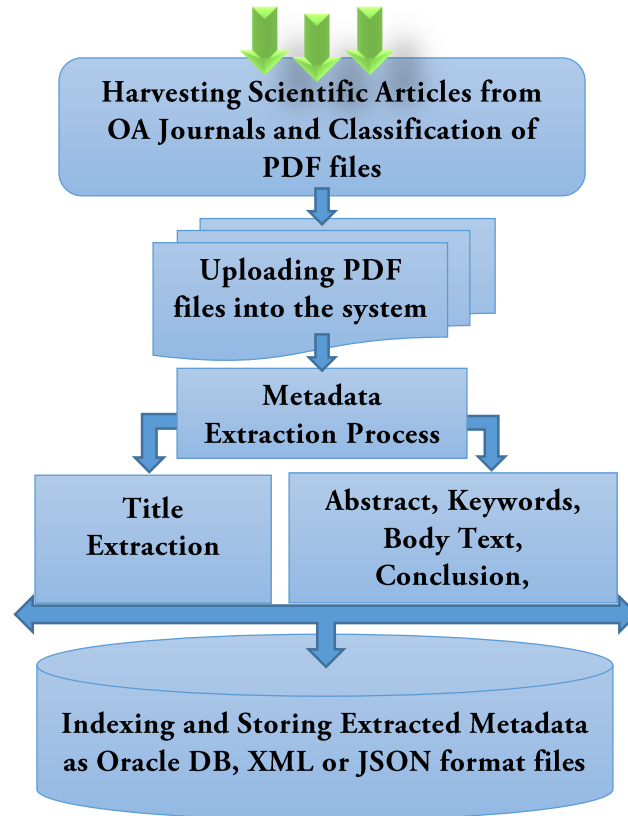 Harvesting Scientific Articles from
OA Journals and Classification of
PDF files
Uploading PDF
files into the system
Metadata
Extraction Process
Title
Extraction
Abstract, Keywords,
Body Text,
Conclusion,
Indexing and Storing Extracted Metadata
as Oracle DB, XML or JSON format files